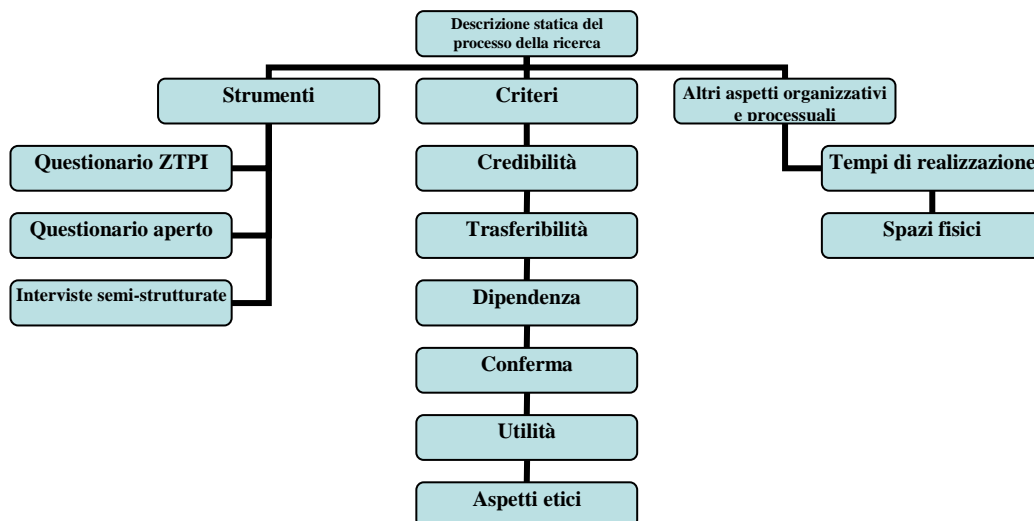 Descrizione statica del
processo della ricerca
Strumenti
Criteri
Altri aspetti organizzativi
e processuali
Questionario ZTPI
Credibilità
Tempi di realizzazione
Questionario aperto
Trasferibilità
Spazi fisici
Interviste semi-strutturate
Dipendenza
Conferma
Utilità
Aspetti etici